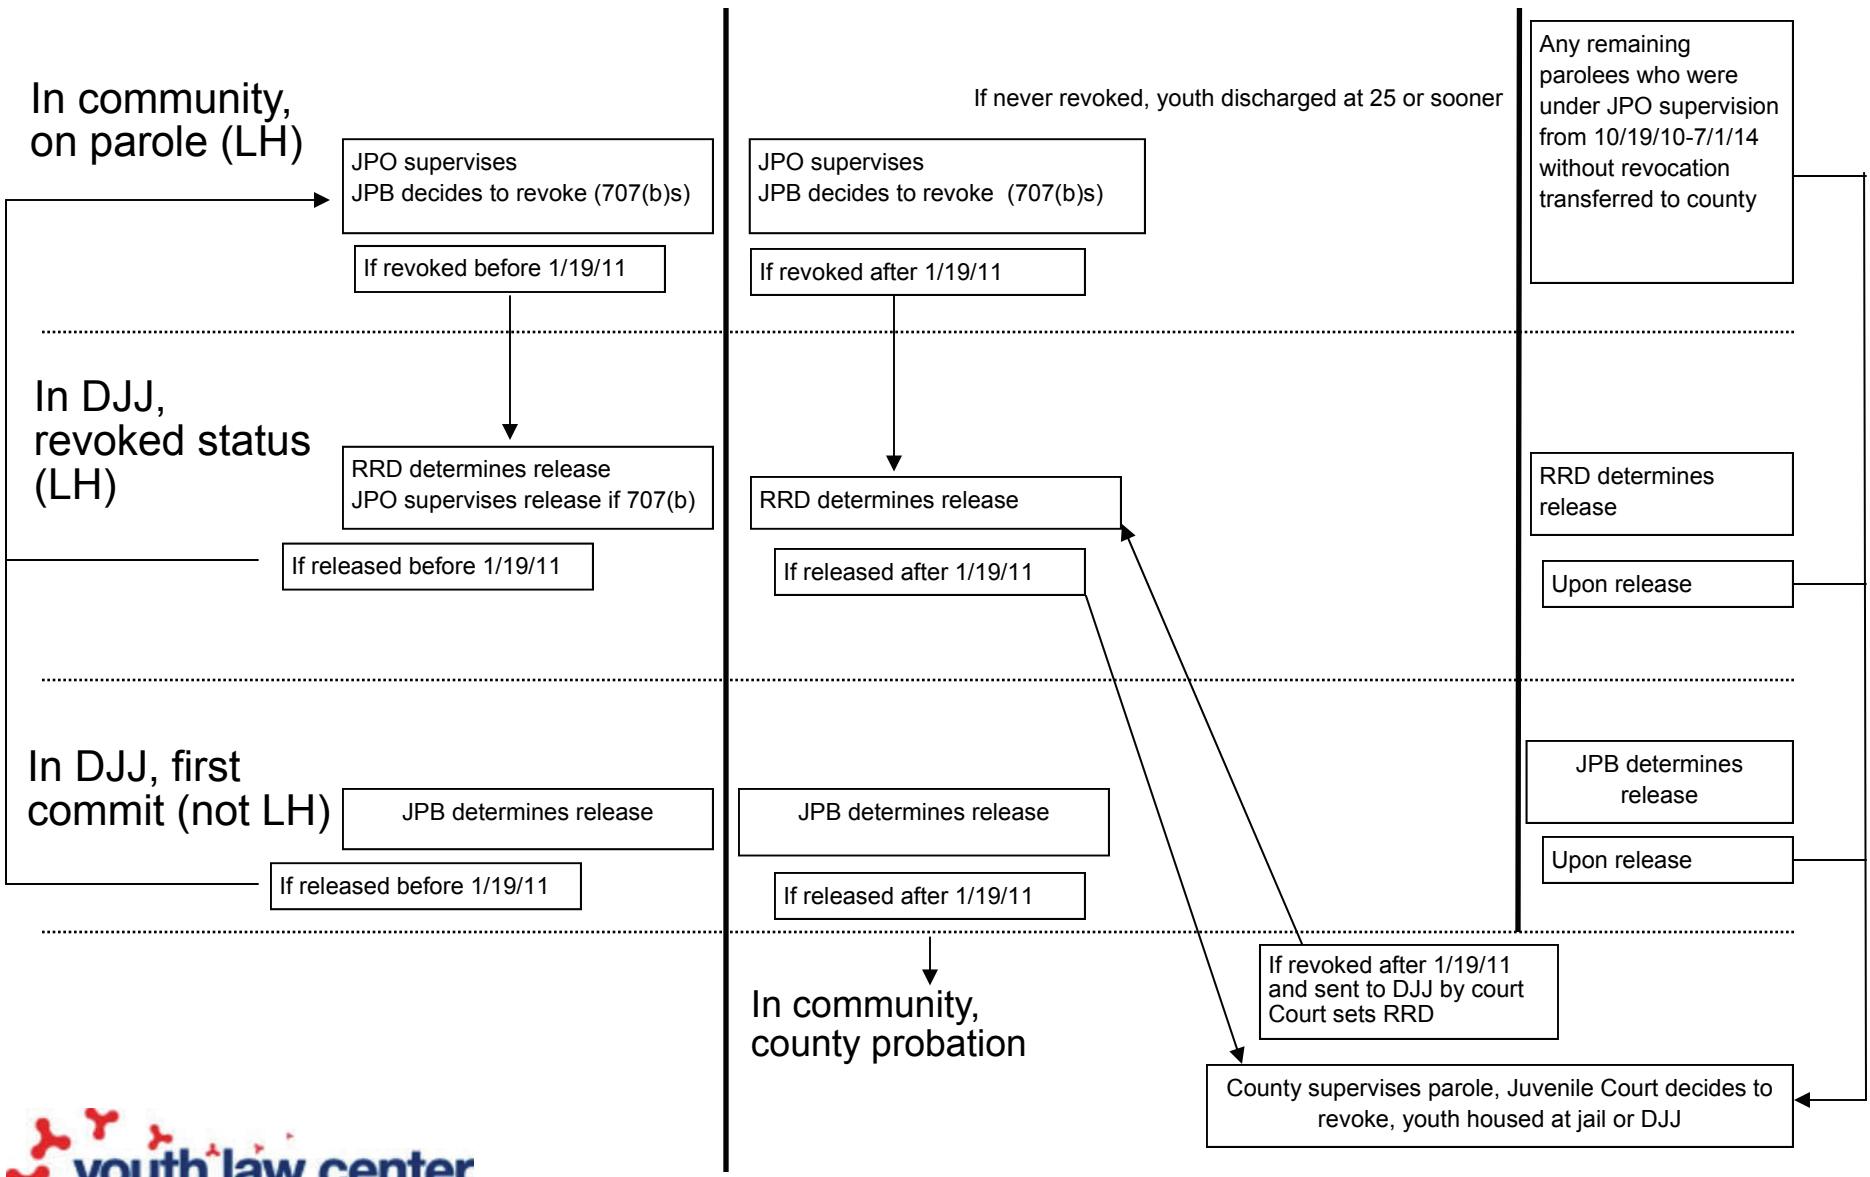 In community,
on parole (LH)
JPO supervises
JPB decides to revoke (707(b)s)
If revoked before 1/19/11
If never revoked, youth discharged at 25 or sooner
JPO supervises
JPB decides to revoke  (707(b)s)
If revoked after 1/19/11
Any remaining
parolees who were
under JPO supervision
from 10/19/10-7/1/14
without revocation
transferred to county
In DJJ,
revoked status
(LH)
RRD determines release
JPO supervises release if 707(b)
If released before 1/19/11
RRD determines release
If released after 1/19/11
RRD determines
release
Upon release
In DJJ, first
commit (not LH)
JPB determines release
If released before 1/19/11
JPB determines release
If released after 1/19/11
JPB determines
release
Upon release
In community,
county probation
If revoked after 1/19/11
and sent to DJJ by court
Court sets RRD
County supervises parole, Juvenile Court decides to
revoke, youth housed at jail or DJJ
youth law center